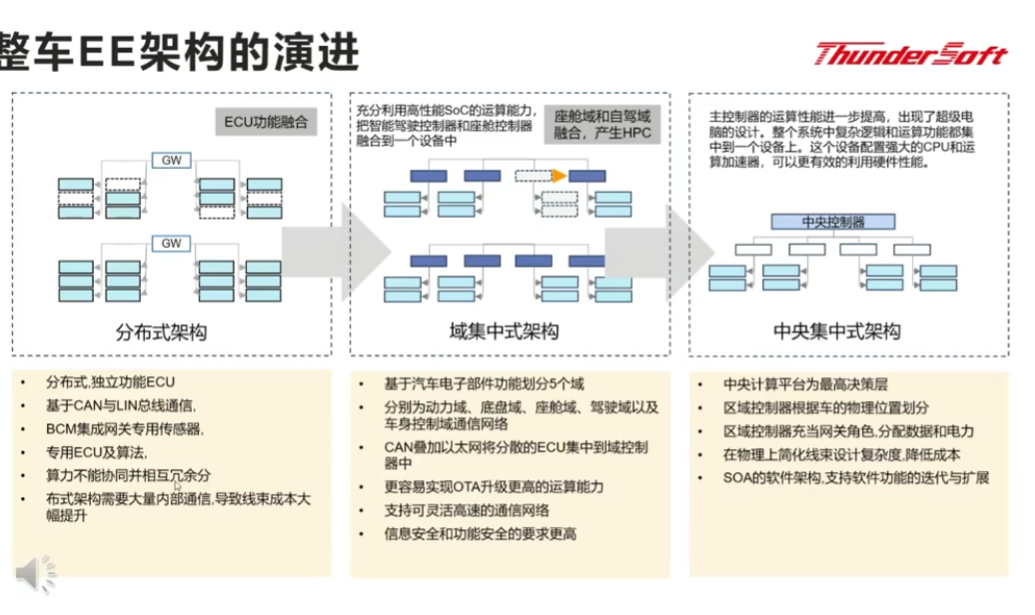 整车EE架构的演进
ThunderSoft
ECU功能融合
GW
GW
分布式架构
充分利用高性能SoC的运算能力，
把智能驾驶控制器和座舱控制器
融合到一个设备中
座舱域和自驾域
融合，产生HPC
域集中式架构
主控制器的运算性能进一步提高，出现了超级电
脑的设计。整个系统中复杂逻辑和运算功能都集
中到一个设备上。这个设备配置强大的CPU和运
算加速器，可以更有效的利用硬件性能。
中央控制器
中央集中式架构
• 分布式,独立功能ECU
• 基于CAN与LIN总线通信,
• BCM集成网关专用传感器,
• 专用ECU及算法,
• 算力不能协同并相互冗余分
• 布式架构需要大量内部通信,导致线束成本大
幅提升
• 基于汽车电子部件功能划分5个域
• 分别为动力域、底盘域、座舱域、驾驶域以及
车身控制域通信网络
• CAN叠加以太网将分散的ECU集中到域控制
器中
• 更容易实现OTA升级更高的运算能力
• 支持可灵活高速的通信网络
• 信息安全和功能安全的要求更高
• 中央计算平台为最高决策层
• 区域控制器根据车的物理位置划分
• 区域控制器充当网关角色,分配数据和电力
• 在物理上简化线束设计复杂度,降低成本
• SOA的软件架构,支持软件功能的迭代与扩展